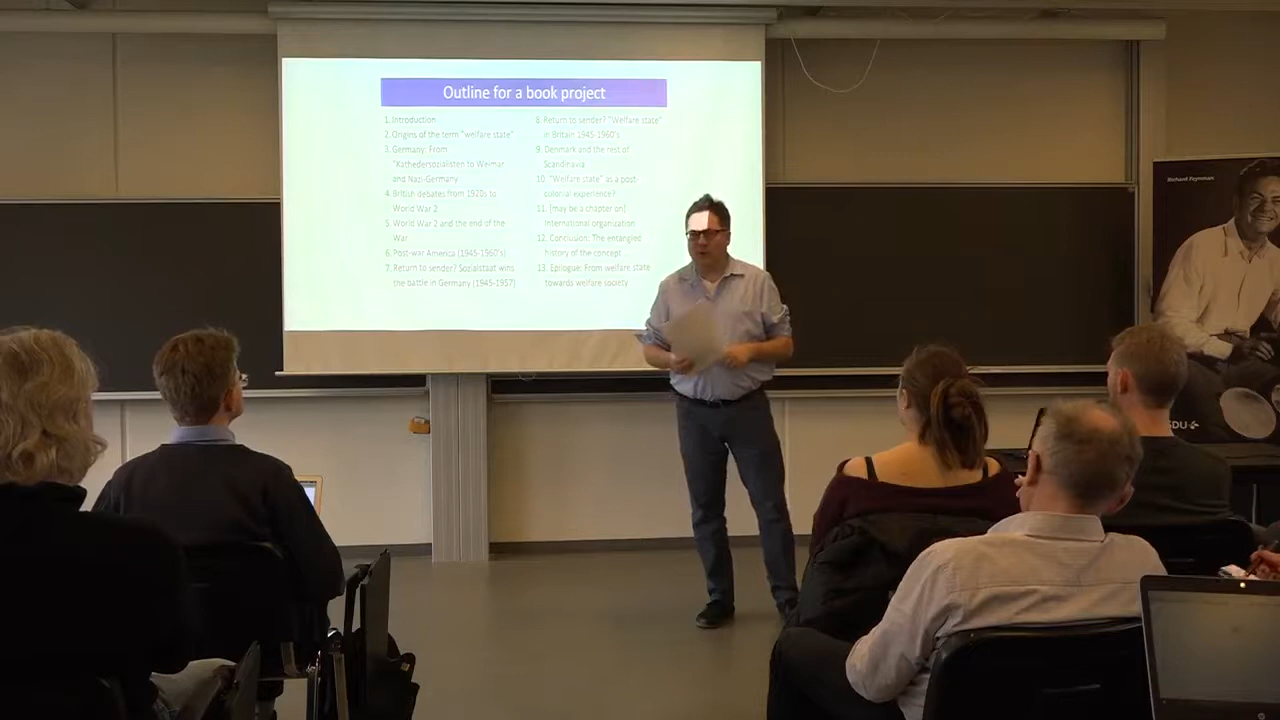 Outline for a book project
1. Introduction
2. Origins of the term "welfare state"
3. Germany: From
"Kathedersozialisten to Weimar
and Nazi-Germany
4. British debates from 1920s to
World War 2
5. World War 2 and the end of the
War
6. Post-war America (1945-1960's)
7. Return to sender? Sozialstaat wins
the battle in Germany (1945-1957)
8. Return to sender? "Welfare state"
in Britain 1945-1960's
9. Denmark and the rest of
Scandinavia
10. "Welfare state" as a post-
colonial experience?
11. [may be a chapter on]
International organization
12. Conclusion: The entangled
history of the concept...
13. Epilogue: From welfare state
towards welfare society
Richard Feynman
SDU